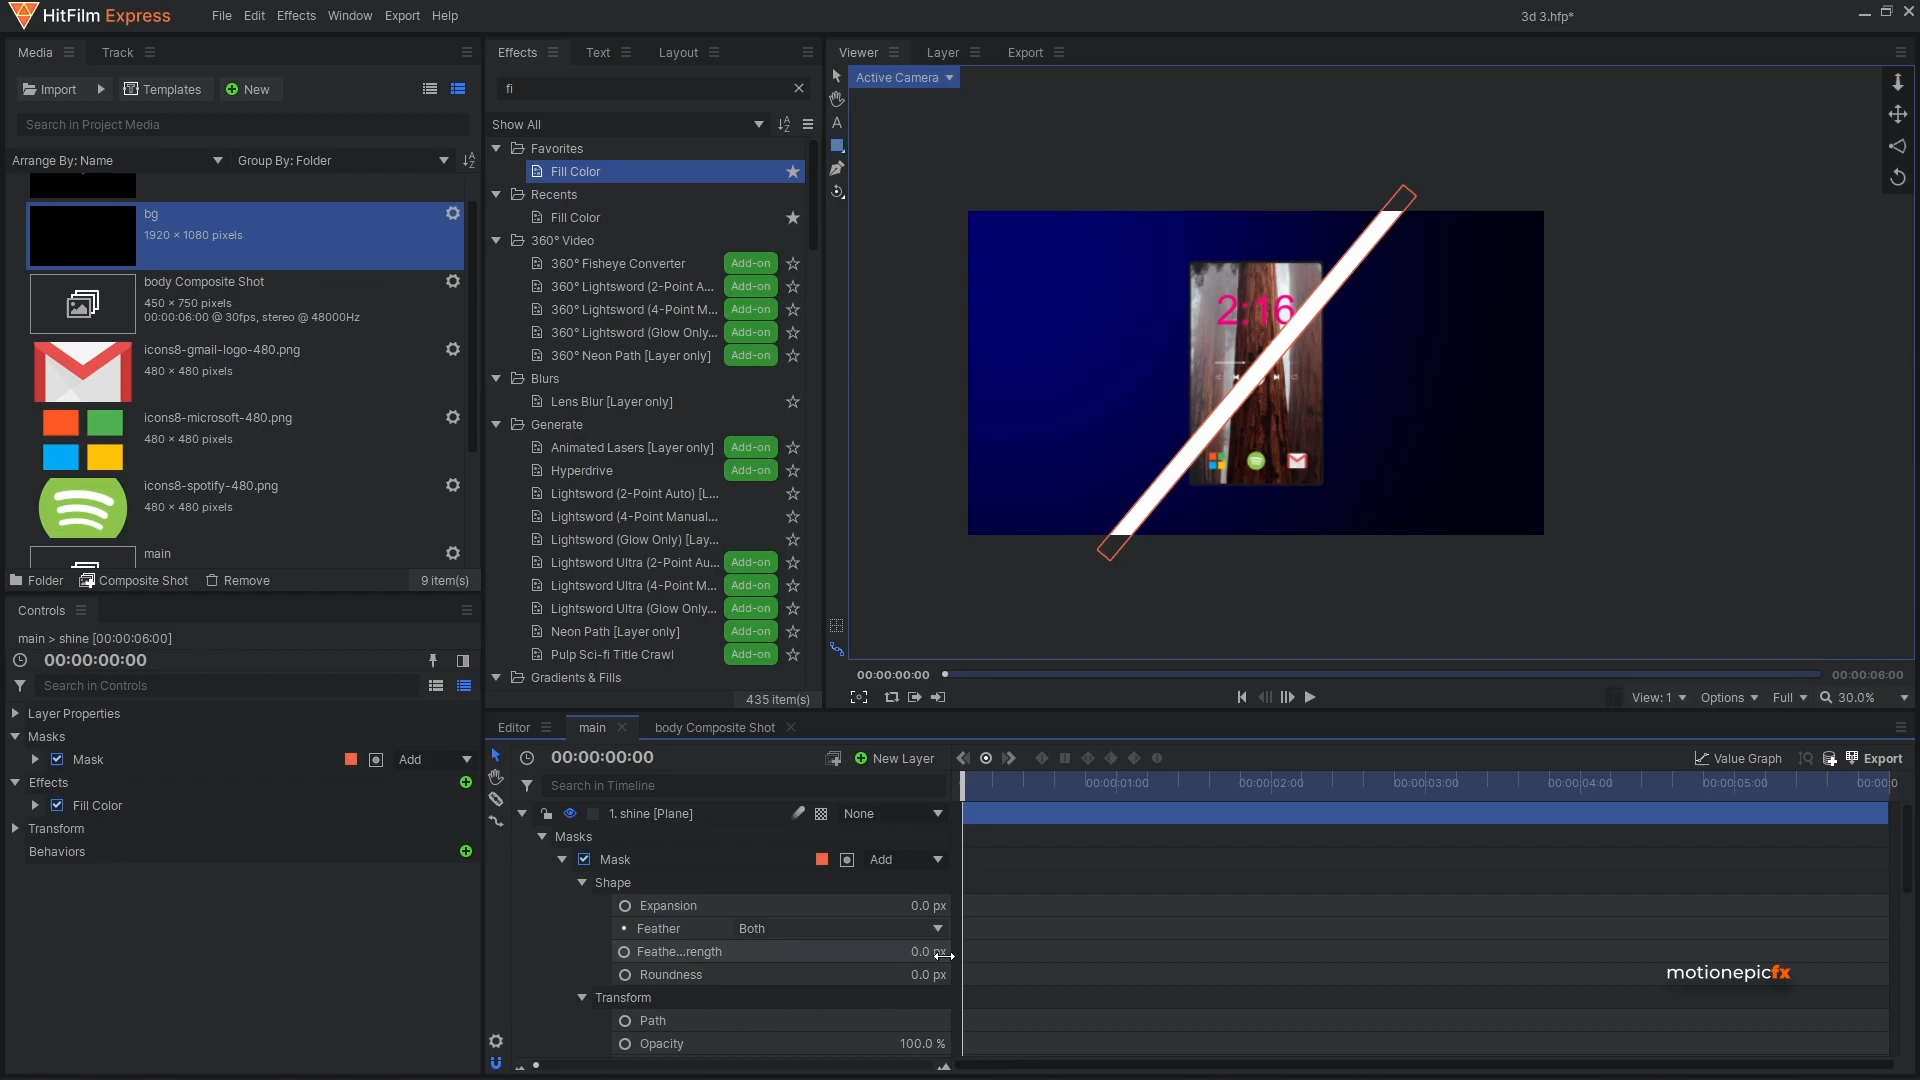 HitFilm Express
File Edit Effects Window Export Help
3d 3.hfp*
Media Track
Effects Text Layout
Viewer Layer Export
Import Templates New
Search in Project Media
Arrange By: Name Group By: Folder
bg
1920 × 1080 pixels
body Composite Shot
450 × 750 pixels
00:00:06:00 @ 30fps, stereo @ 48000Hz
icons8-gmail-logo-480.png
480 × 480 pixels
icons8-microsoft-480.png
480 × 480 pixels
icons8-spotify-480.png
480 × 480 pixels
main
Folder Composite Shot Remove 9 item(s)
fi
Show All
Favorites
Fill Color
Recents
Fill Color
360° Video
360° Fisheye Converter Add-on
360° Lightsword (2-Point A... Add-on
360° Lightsword (4-Point M... Add-on
360° Lightsword (Glow Only... Add-on
360° Neon Path [Layer only] Add-on
Blurs
Lens Blur [Layer only]
Generate
Animated Lasers [Layer only] Add-on
Hyperdrive Add-on
Lightsword (2-Point Auto) [L...
Lightsword (4-Point Manual...
Lightsword (Glow Only) [Lay...
Lightsword Ultra (2-Point Au... Add-on
Lightsword Ultra (4-Point M... Add-on
Lightsword Ultra (Glow Only... Add-on
Neon Path [Layer only] Add-on
Pulp Sci-fi Title Crawl Add-on
Gradients & Fills
435 item(s)
Active Camera
A
2:16
00:00:00:00 00:00:06:00
View: 1 Options Full 30.0%
Controls
main > shine [00:00:06:00]
00:00:00:00
Search in Controls
Layer Properties
Masks
Mask Add
Effects
Fill Color
Transform
Behaviors
Editor main body Composite Shot
00:00:00:00 New Layer Value Graph Export
Search in Timeline
00:00:01:00 00:00:02:00 00:00:03:00 00:00:04:00 00:00:05:00 00:00:0
1. shine [Plane] None
Masks
Mask Add
Shape
Expansion 0.0 px
Feather Both
Feathe...rength 0.0 px
Roundness 0.0 px
Transform
Path
Opacity 100.0 %
motionepicfx